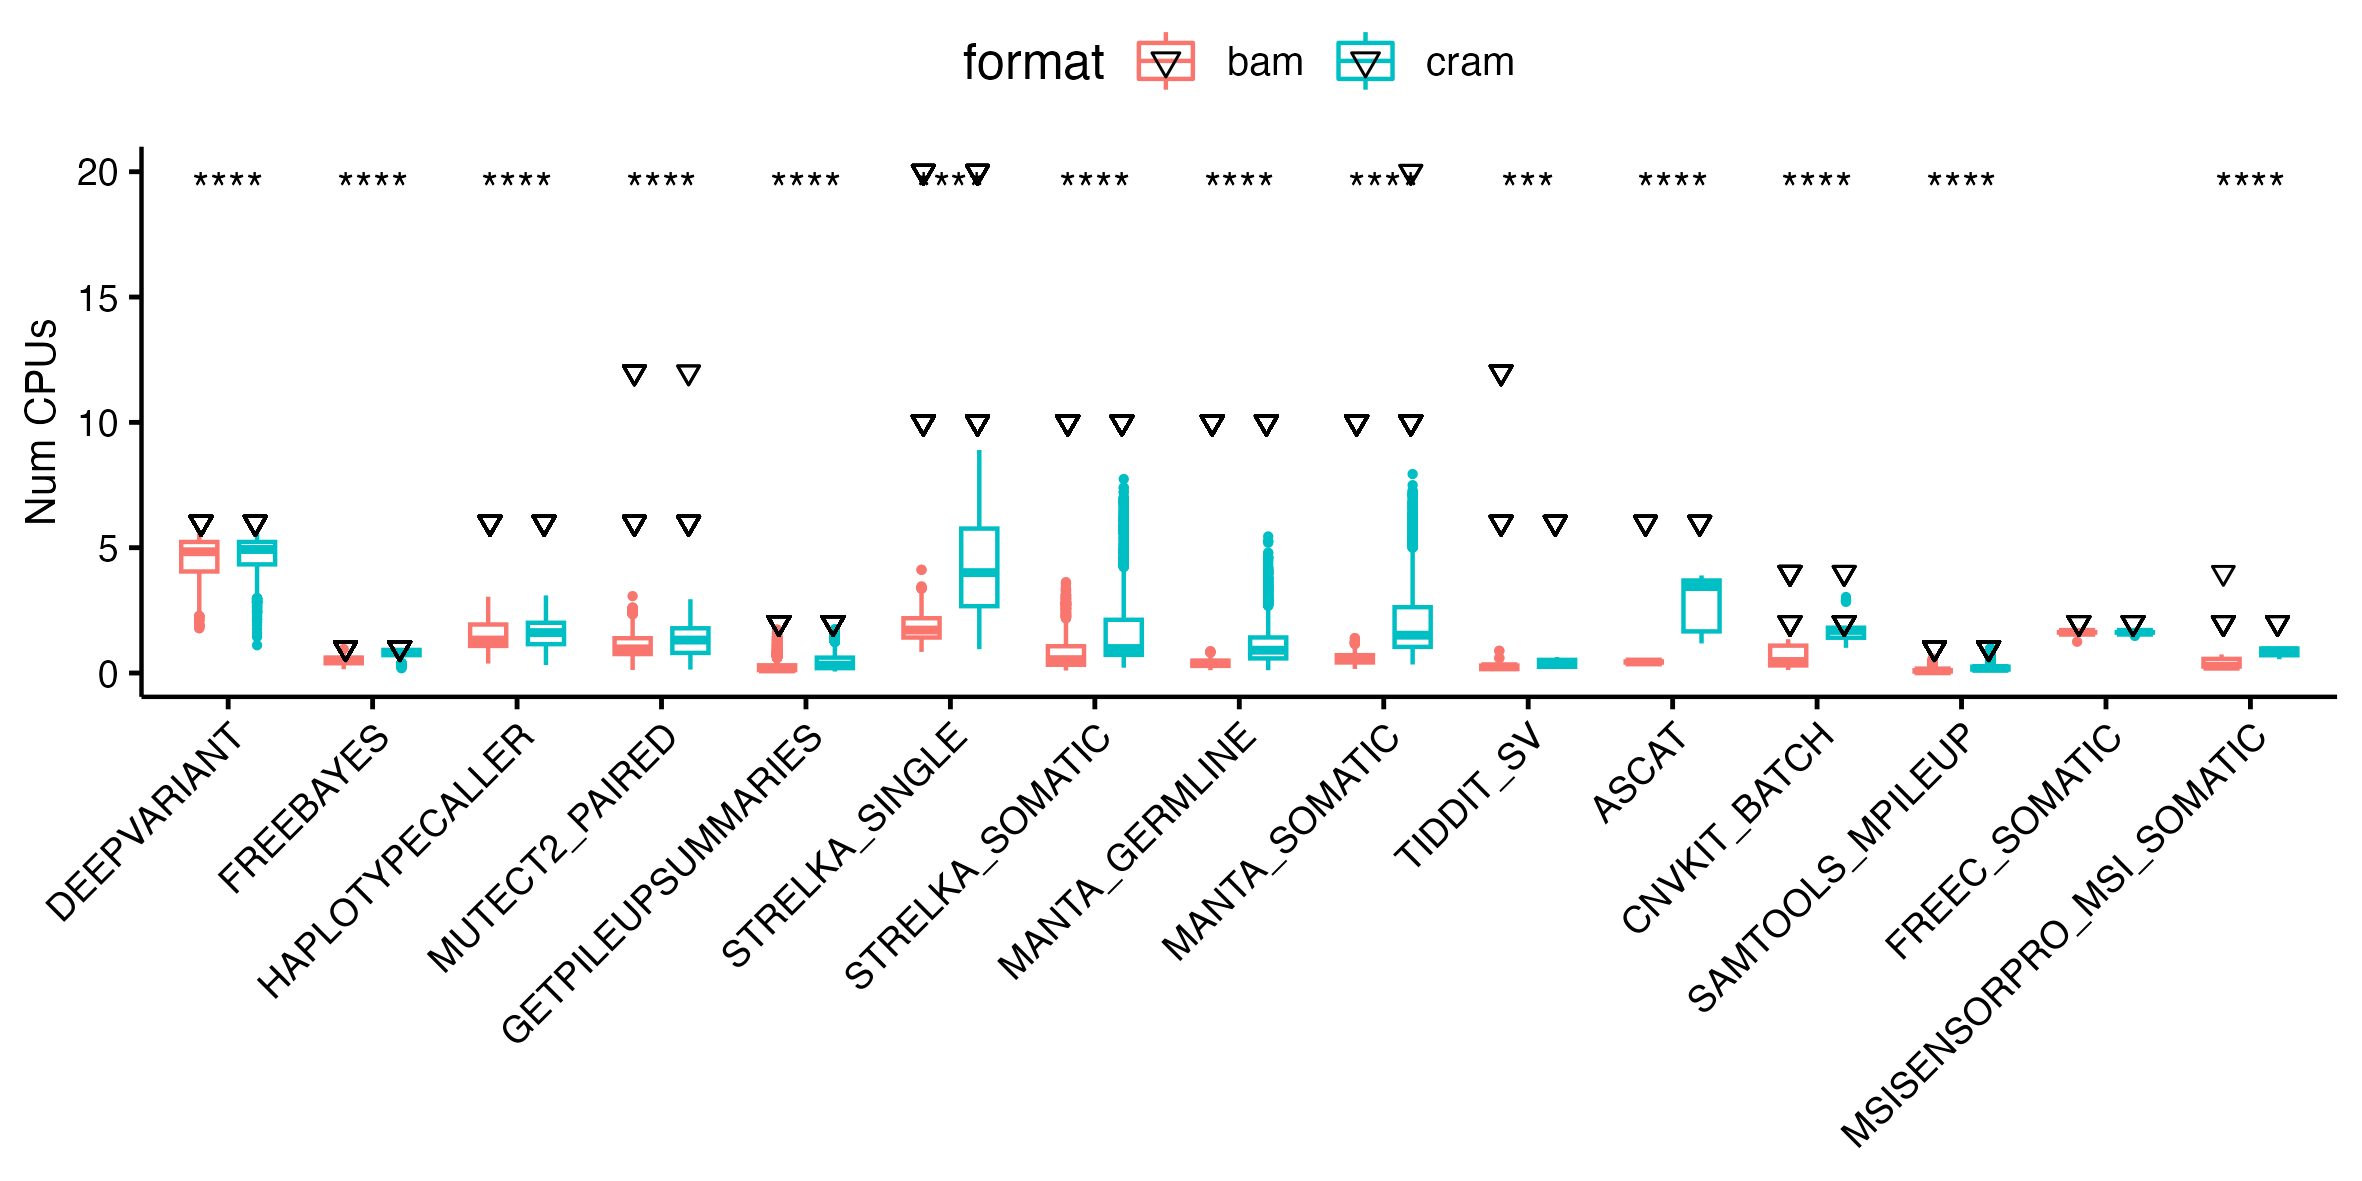 format bam cram
20 **** **** **** **** **** **** **** **** **** *** **** **** **** ****
15
10
5
0
Num CPUs
DEEPVARIANT
FREEBAYES
HAPLOTYPECALLER
MUTECT2_PAIRED
GETPILEUPSUMMARIES
STRELKA_SINGLE
STRELKA_SOMATIC
MANTA_GERMLINE
MANTA_SOMATIC
TIDDIT_SV
ASCAT
CNVKIT_BATCH
SAMTOOLS_MPILEUP
FREEC_SOMATIC
MSISENSORPRO_MSI_SOMATIC